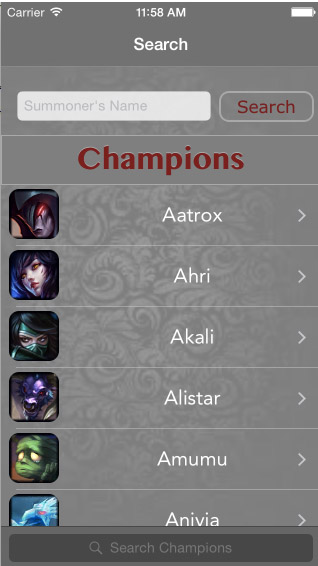 Carrier 11:58 AM
Search
Summoner's Name Search
Champions
Aatrox
Ahri
Akali
Alistar
Amumu
Anivia
Search Champions